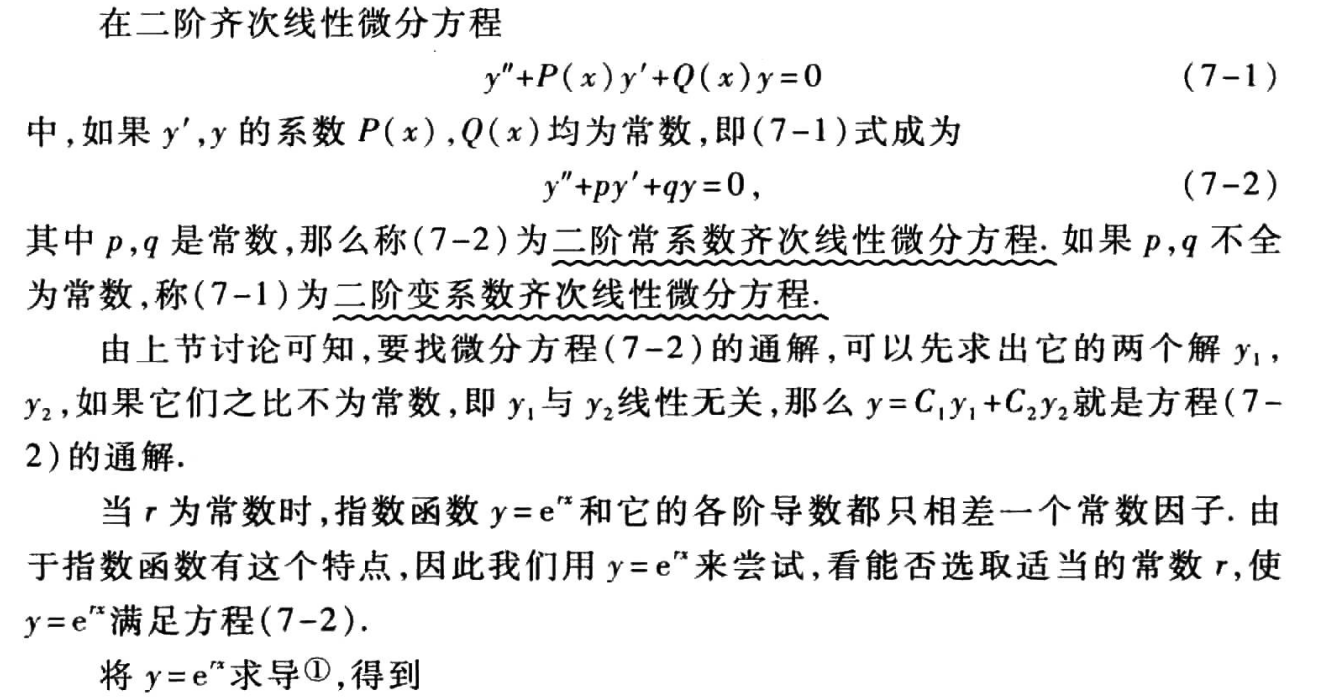 在二阶齐次线性微分方程
y″+P(x)y′+Q(x)y=0 (7-1)
中,如果 y′,y 的系数 P(x),Q(x)均为常数,即(7-1)式成为
y″+py′+qy=0, (7-2)
其中 p,q 是常数,那么称(7-2)为二阶常系数齐次线性微分方程.如果 p,q 不全
为常数,称(7-1)为二阶变系数齐次线性微分方程.
由上节讨论可知,要找微分方程(7-2)的通解,可以先求出它的两个解 y₁,
y₂,如果它们之比不为常数,即 y₁与 y₂线性无关,那么 y=C₁y₁+C₂y₂就是方程(7-
2)的通解.
当 r 为常数时,指数函数 y=e^{rx}和它的各阶导数都只相差一个常数因子.由
于指数函数有这个特点,因此我们用 y=e^{rx}来尝试,看能否选取适当的常数 r,使
y=e^{rx}满足方程(7-2).
将 y=e^{rx}求导①,得到